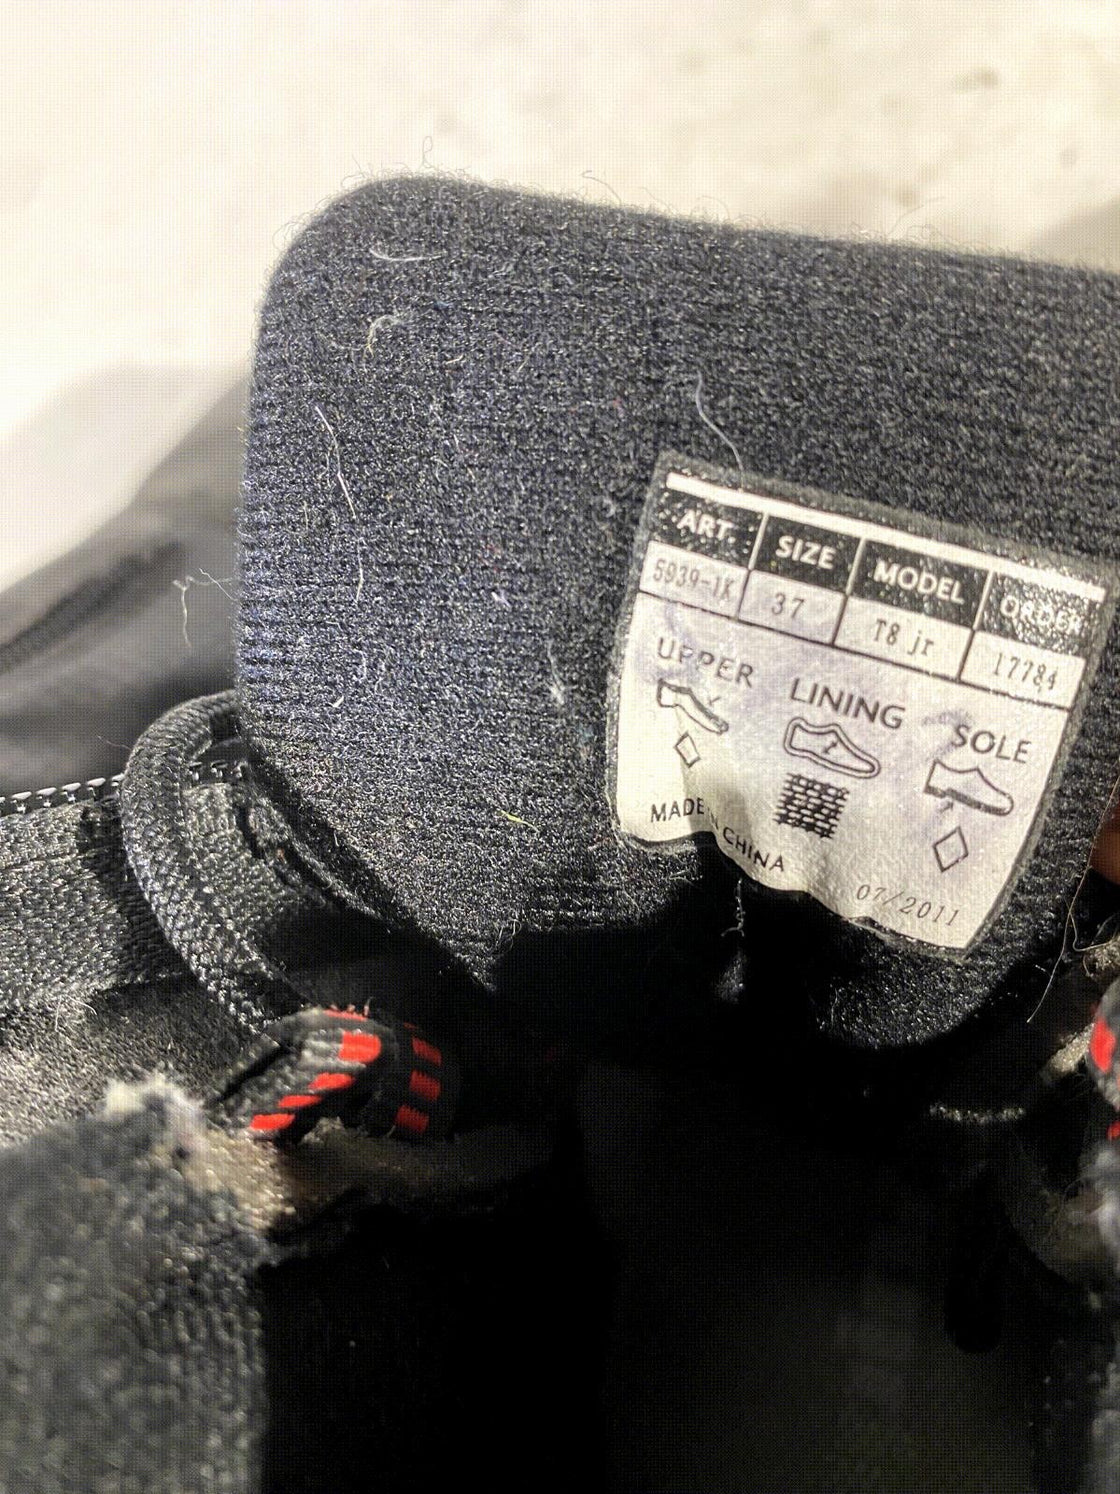 ART. SIZE MODEL ORDER
5939-1K 37 T8 jr 17784
UPPER LINING SOLE
MADE IN CHINA
07/2011